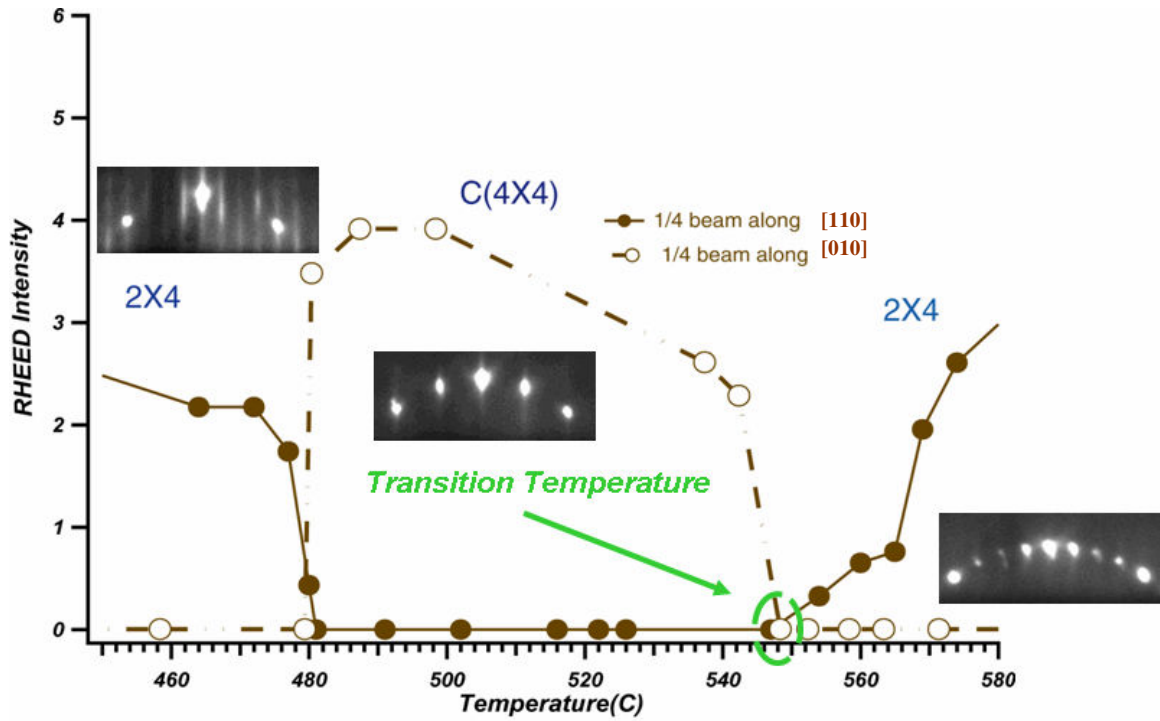 6
5
4
3
2
1
0
RHEED Intensity
C(4X4)
1/4 beam along [110]
1/4 beam along [010]
2X4
2X4
Transition Temperature
460
480
500
520
540
560
580
Temperature(C)